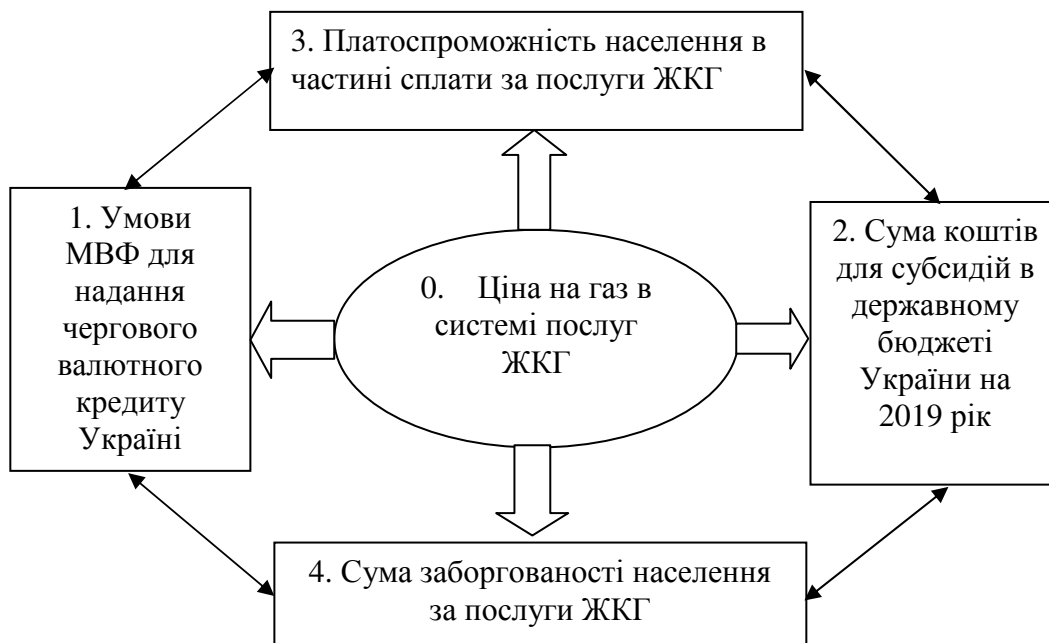 3. Платоспроможність населення в
частині сплати за послуги ЖКГ
1. Умови
МВФ для
надання
чергового
валютного
кредиту
Україні
0. Ціна на газ в
системі послуг
ЖКГ
2. Сума коштів
для субсидій в
державному
бюджеті
України на
2019 рік
4. Сума заборгованості населення
за послуги ЖКГ